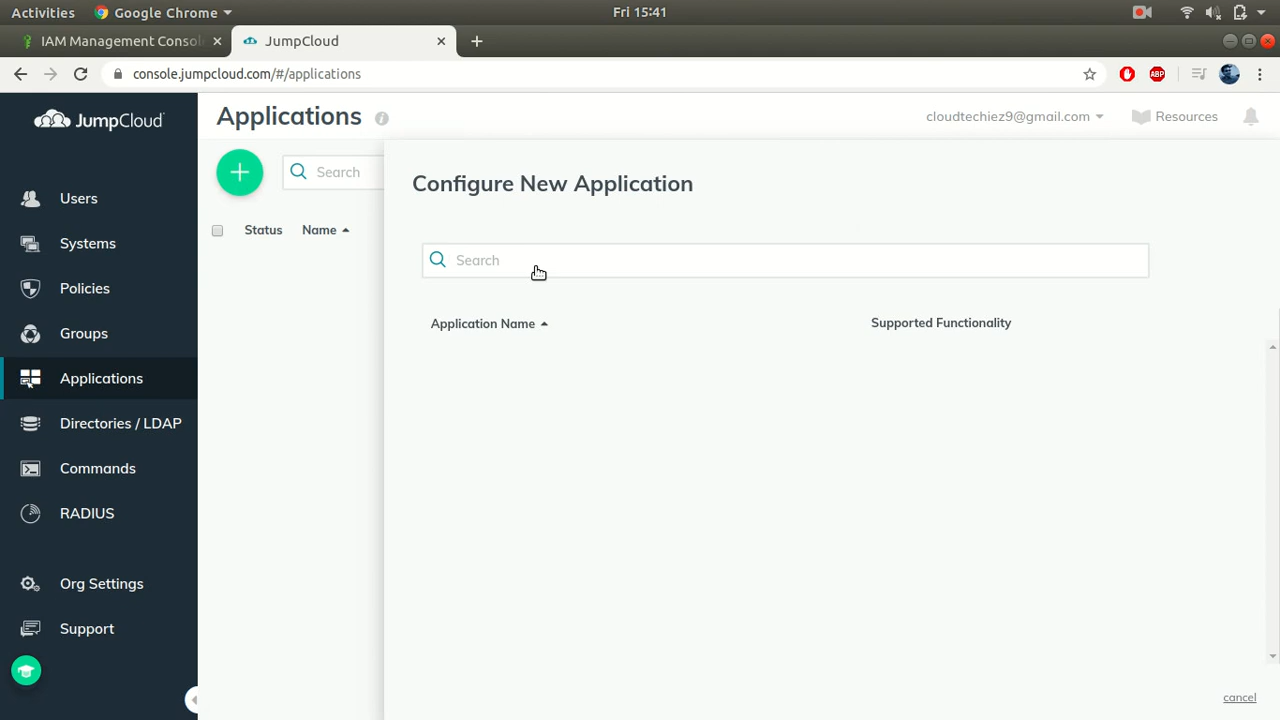 Activities
Google Chrome
Fri 15:41
IAM Management Consol
JumpCloud
console.jumpcloud.com/#/applications
ABP
JumpCloud
Applications
cloudtechiez9@gmail.com
Resources
Search
Status
Name
Users
Systems
Policies
Groups
Applications
Directories / LDAP
Commands
RADIUS
Org Settings
Support
Configure New Application
Search
Application Name
Supported Functionality
cancel